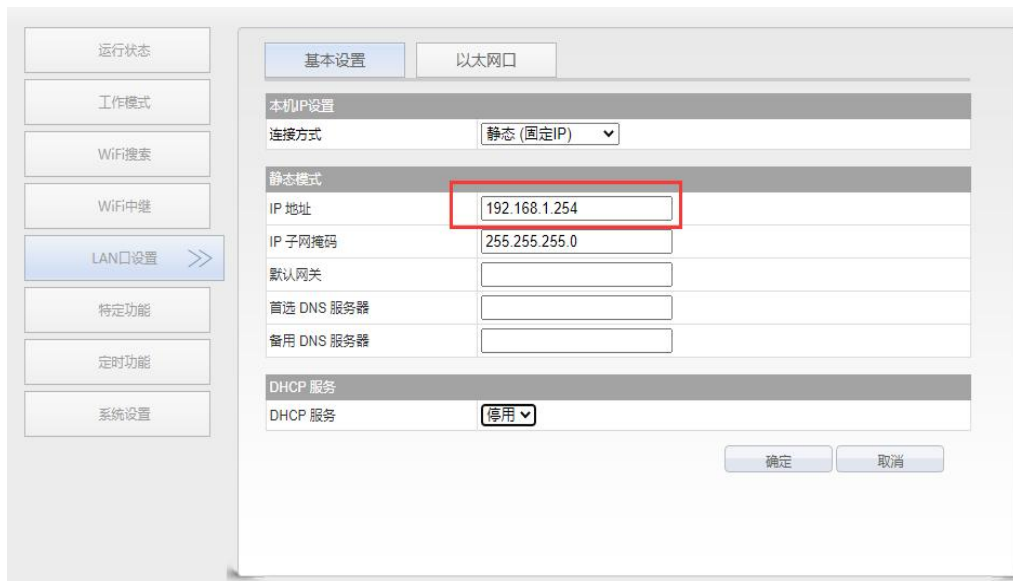 运行状态
工作模式
WiFi搜索
WiFi中继
LAN口设置
特定功能
定时功能
系统设置
基本设置 以太网口
本机IP设置
连接方式 静态 (固定IP)
静态模式
IP 地址 192.168.1.254
IP 子网掩码 255.255.255.0
默认网关
首选 DNS 服务器
备用 DNS 服务器
DHCP 服务
DHCP 服务 停用
确定 取消